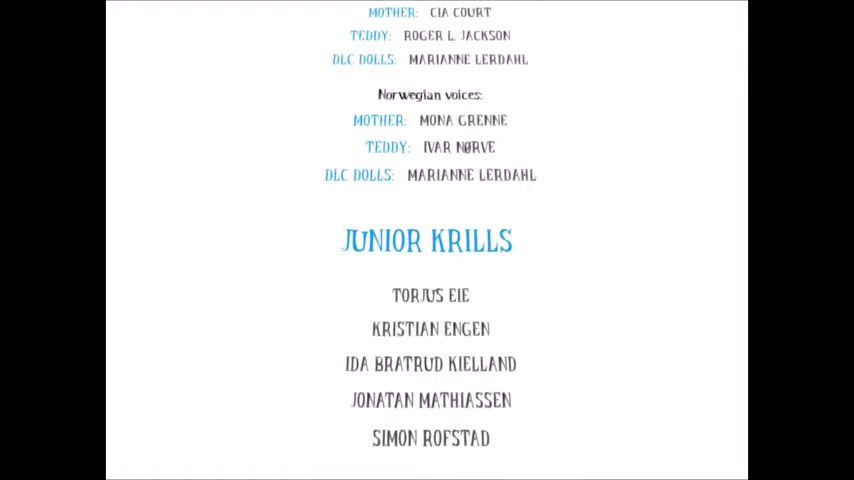 MOTHER: CIA COURT
TEDDY: ROGER L. JACKSON
DLC DOLLS: MARIANNE LERDAHL
Norwegian voices:
MOTHER: MONA GRENNE
TEDDY: IVAR NØRVE
DLC DOLLS: MARIANNE LERDAHL
JUNIOR KRILLS
TORJUS EIE
KRISTIAN ENGEN
IDA BRATRUD KIELLAND
JONATAN MATHIASSEN
SIMON ROFSTAD